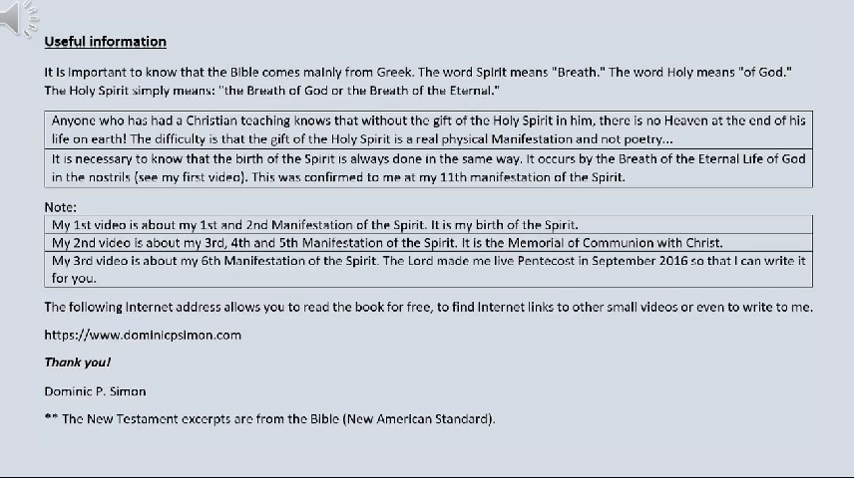 Useful information
It is important to know that the Bible comes mainly from Greek. The word Spirit means "Breath." The word Holy means "of God."
The Holy Spirit simply means: "the Breath of God or the Breath of the Eternal."
Anyone who has had a Christian teaching knows that without the gift of the Holy Spirit in him, there is no Heaven at the end of his
life on earth! The difficulty is that the gift of the Holy Spirit is a real physical Manifestation and not poetry...
It is necessary to know that the birth of the Spirit is always done in the same way. It occurs by the Breath of the Eternal Life of God
in the nostrils (see my first video). This was confirmed to me at my 11th manifestation of the Spirit.
Note:
My 1st video is about my 1st and 2nd Manifestation of the Spirit. It is my birth of the Spirit.
My 2nd video is about my 3rd, 4th and 5th Manifestation of the Spirit. It is the Memorial of Communion with Christ.
My 3rd video is about my 6th Manifestation of the Spirit. The Lord made me live Pentecost in September 2016 so that I can write it
for you.
The following Internet address allows you to read the book for free, to find Internet links to other small videos or even to write to me.
https://www.dominicpsimon.com
Thank you!
Dominic P. Simon
** The New Testament excerpts are from the Bible (New American Standard).